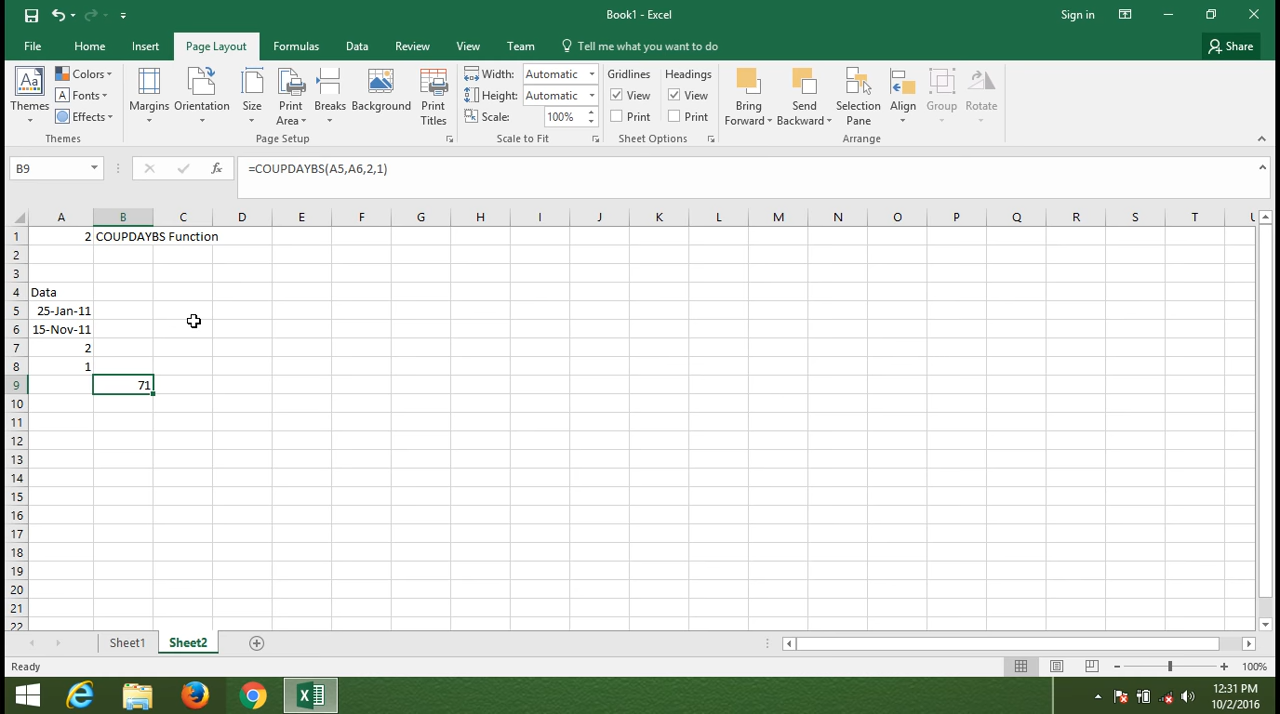 Book1 - Excel
Sign in
File Home Insert Page Layout Formulas Data Review View Team Tell me what you want to do Share
Themes Colors Fonts Effects Themes
Margins Orientation Size Print Area Breaks Background Print Titles Page Setup
Width: Automatic Height: Automatic Scale: 100% Scale to Fit
Gridlines View Print Headings View Print Sheet Options
Bring Forward Send Backward Selection Pane Align Group Rotate Arrange
B9 fx =COUPDAYBS(A5,A6,2,1)
A B C D E F G H I J K L M N O P Q R S T U
1 2 COUPDAYBS Function
2
3
4 Data
5 25-Jan-11
6 15-Nov-11
7 2
8 1
9 71
10
11
12
13
14
15
16
17
18
19
20
21
22
Sheet1 Sheet2
Ready 100%
12:31 PM
10/2/2016